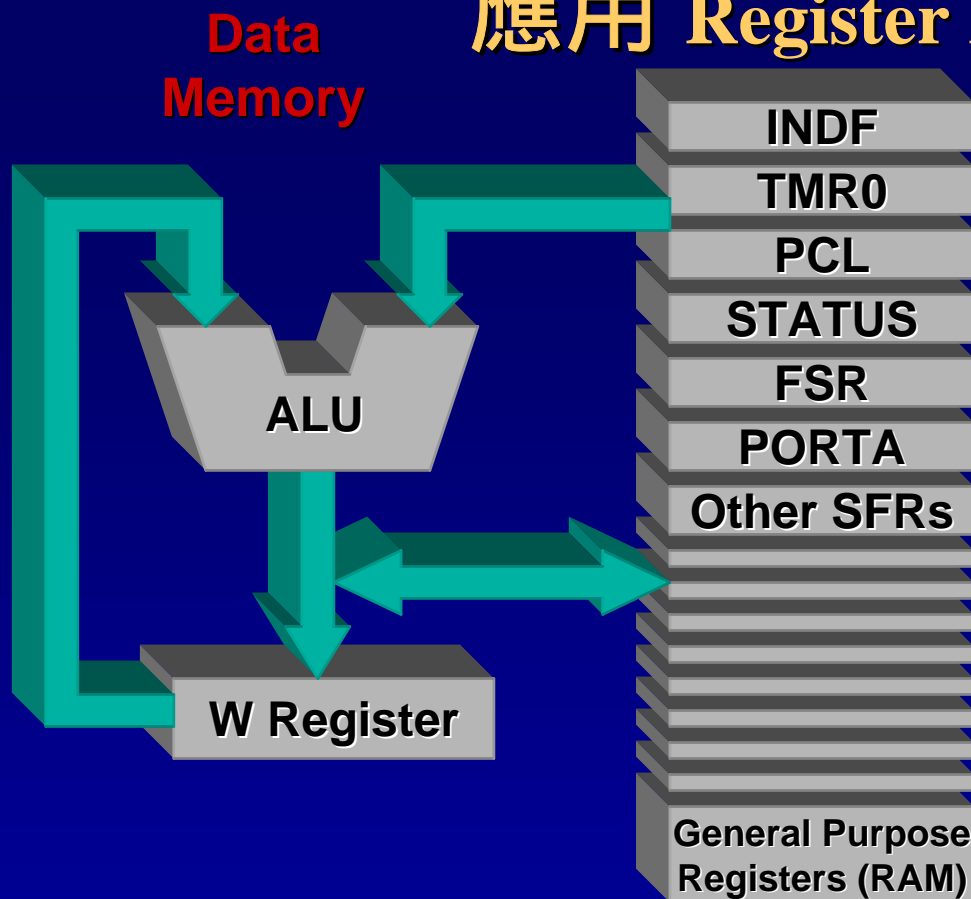 Data
Memory
應用 Register
INDF
TMR0
PCL
STATUS
FSR
PORTA
Other SFRs
ALU
W Register
General Purpose
Registers (RAM)